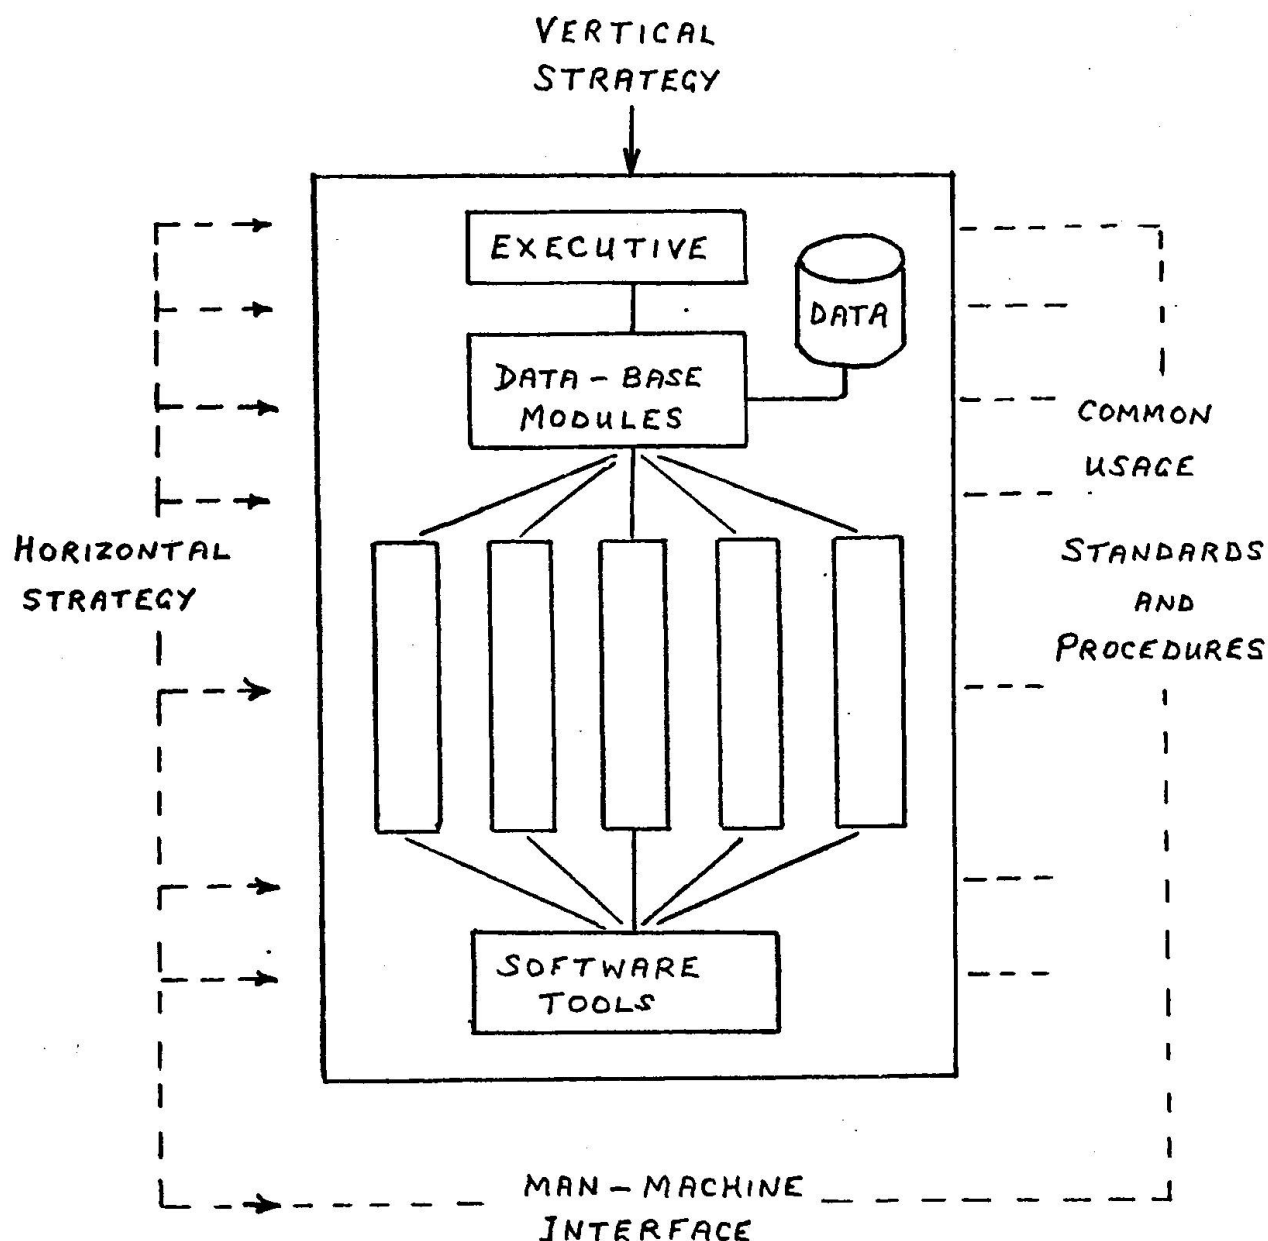 VERTICAL
STRATEGY
EXECUTIVE
DATA
DATA-BASE
MODULES
COMMON
USAGE
HORIZONTAL
STRATEGY
STANDARDS
AND
PROCEDURES
SOFTWARE
TOOLS
MAN-MACHINE
INTERFACE